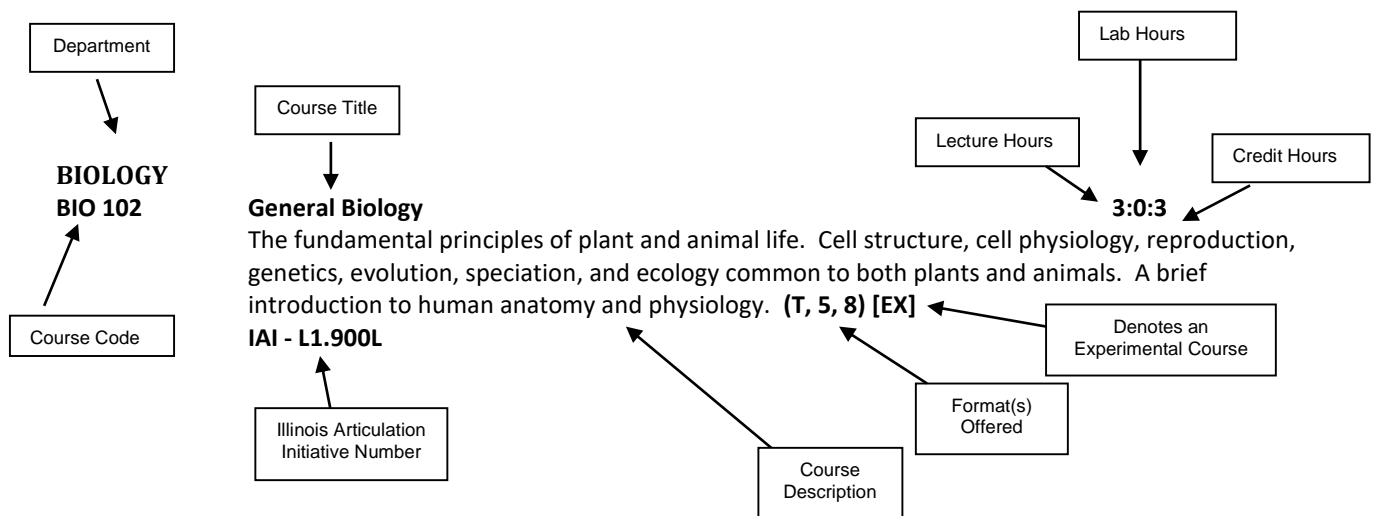 Department
Lab Hours
Course Title
Lecture Hours
Credit Hours
BIOLOGY
BIO 102
General Biology
3:0:3
The fundamental principles of plant and animal life.  Cell structure, cell physiology, reproduction,
genetics, evolution, speciation, and ecology common to both plants and animals.  A brief
introduction to human anatomy and physiology.  (T, 5, 8) [EX]
IAI - L1.900L
Course Code
Denotes an
Experimental Course
Format(s)
Offered
Illinois Articulation
Initiative Number
Course
Description